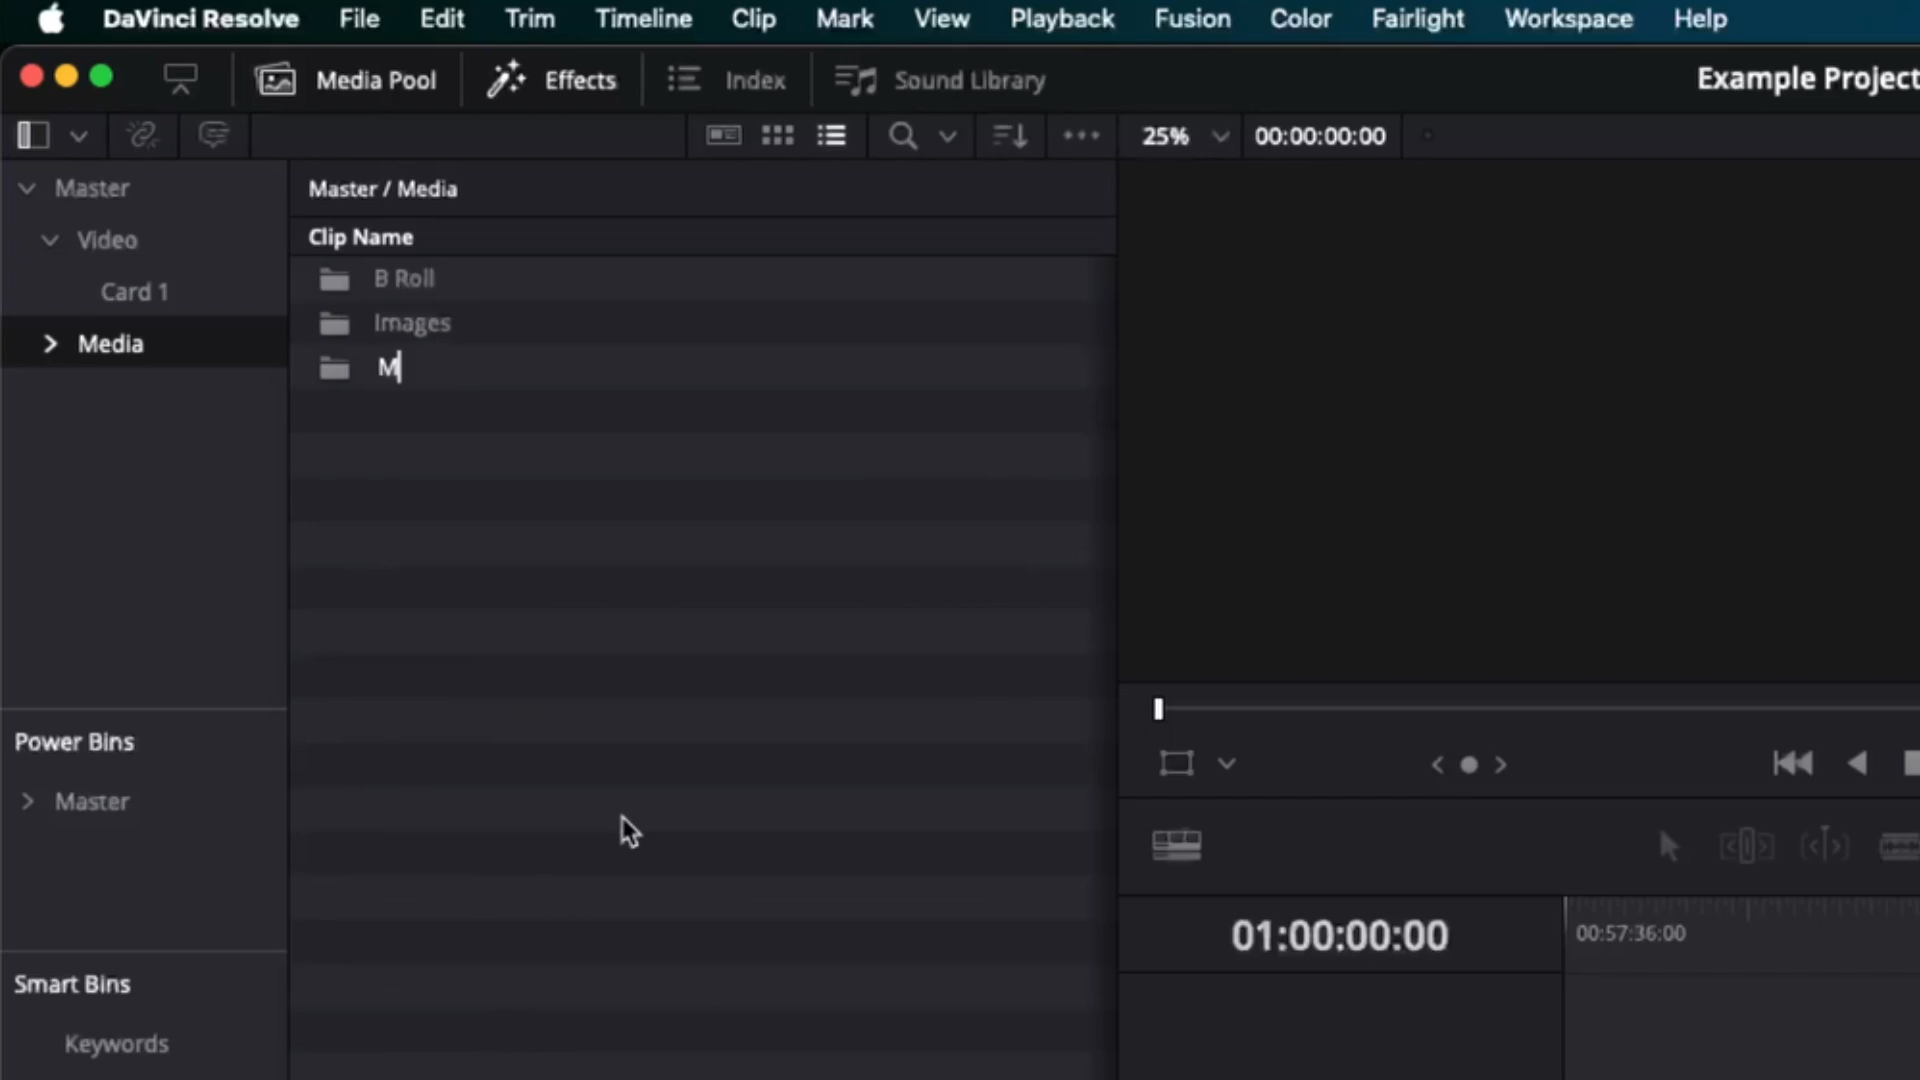 DaVinci Resolve File Edit Trim Timeline Clip Mark View Playback Fusion Color Fairlight Workspace Help
Media Pool Effects Index Sound Library Example Project
25% 00:00:00:00
Master
Video
Card 1
Media
Master / Media
Clip Name
B Roll
Images
M
Power Bins
Master
Smart Bins
Keywords
01:00:00:00
00:57:36:00